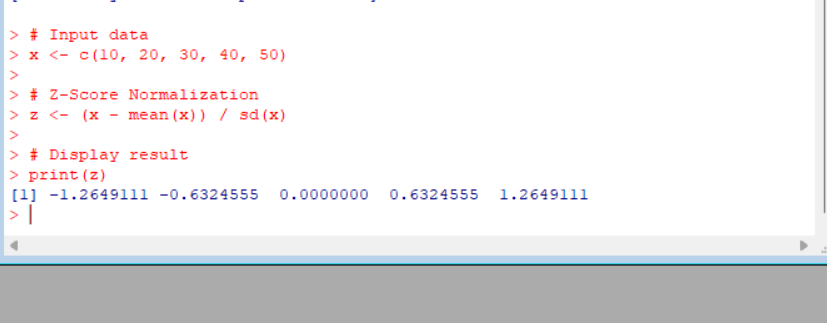 > # Input data
> x <- c(10, 20, 30, 40, 50)
>
> # Z-Score Normalization
> z <- (x - mean(x)) / sd(x)
>
> # Display result
> print(z)
[1] -1.2649111 -0.6324555  0.0000000  0.6324555  1.2649111
>